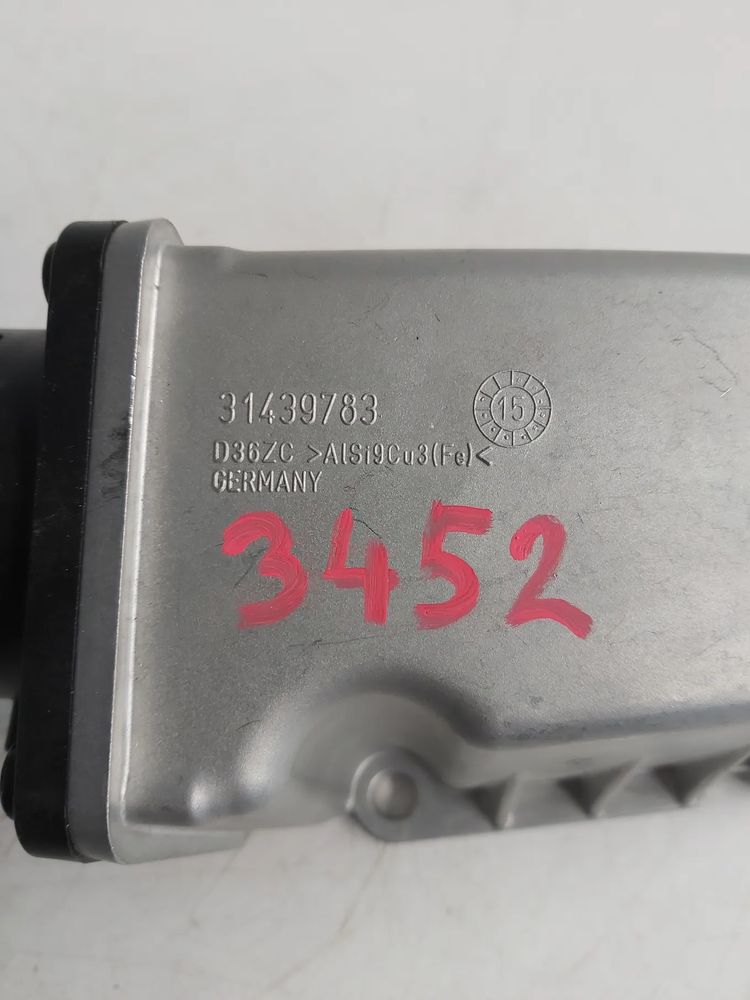 31439783 15
D36ZC >AlSi9Cu3(Fe)<
GERMANY
3452